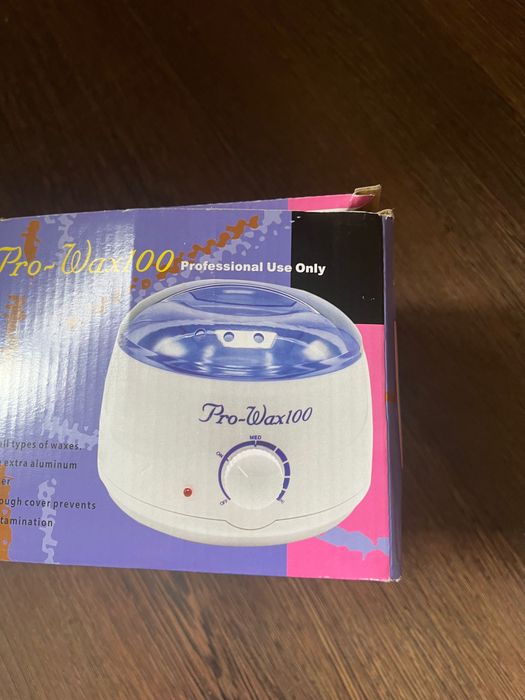 Pro-Wax100 Professional Use Only
Pro-Wax100
MED
ON
OFF
all types of waxes.
extra aluminum
er
ough cover prevents
tamination